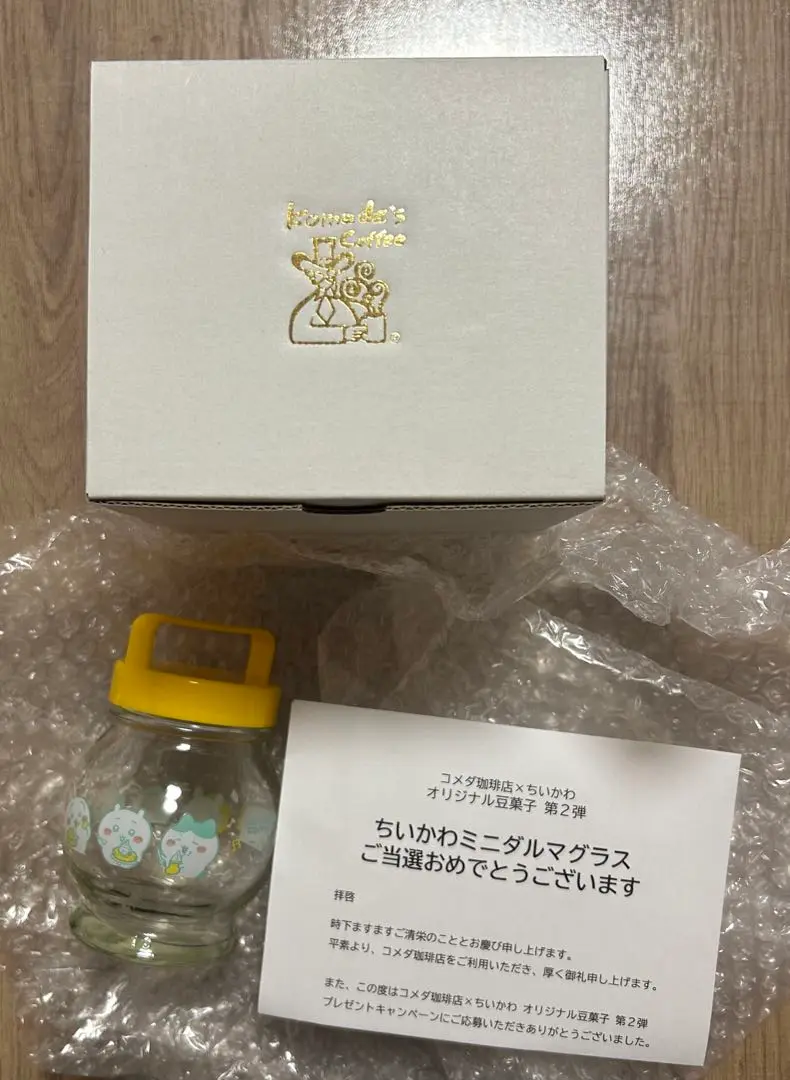 Komeda's
Coffee
®
コメダ珈琲店×ちいかわ
オリジナル豆菓子 第2弾
ちいかわミニダルマグラス
ご当選おめでとうございます
拝啓
時下ますますご清栄のこととお慶び申し上げます。
平素より、コメダ珈琲店をご利用いただき、厚く御礼申し上げます。
また、この度はコメダ珈琲店×ちいかわ オリジナル豆菓子 第2弾
プレゼントキャンペーンにご応募いただきありがとうございました。